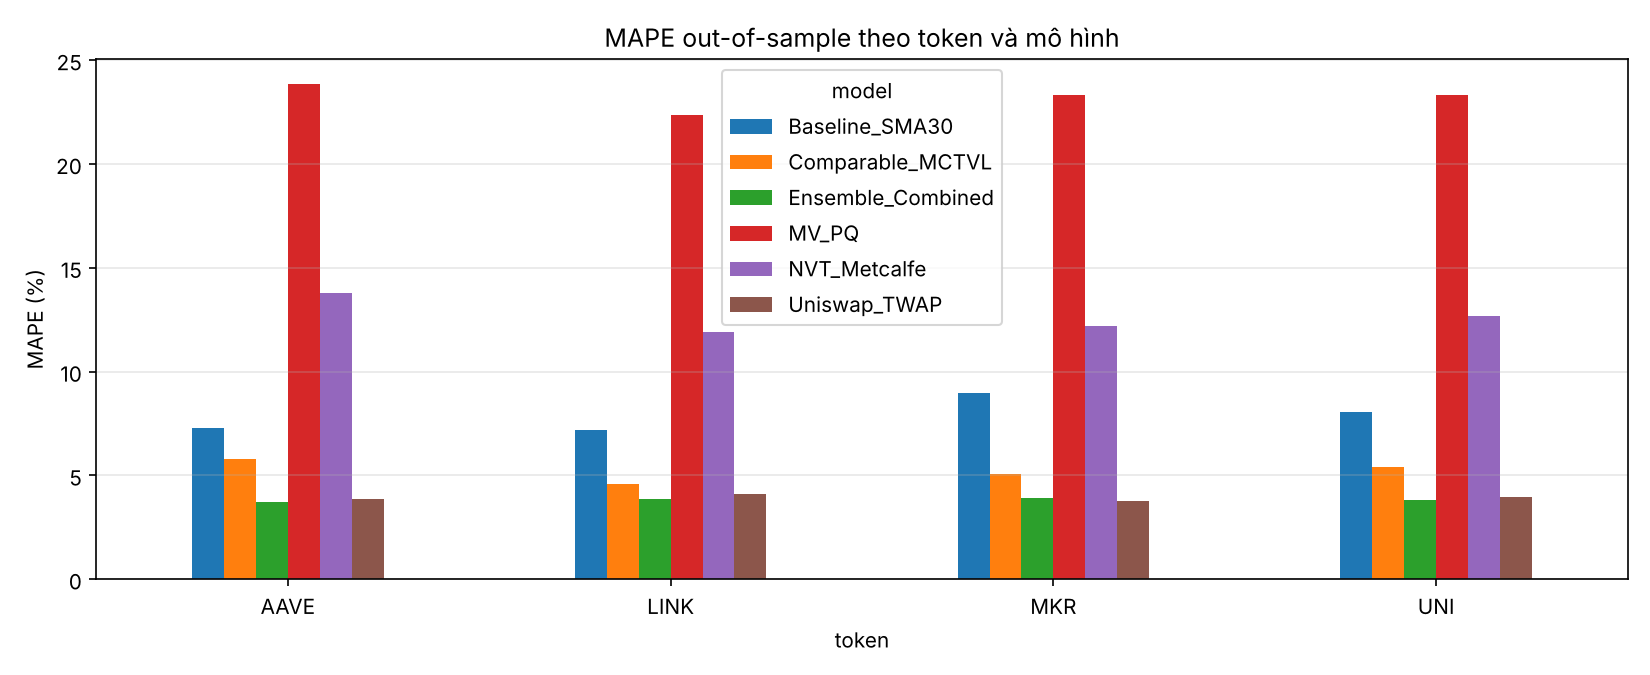 MAPE out-of-sample theo token và mô hình
MAPE (%)
25
20
15
10
5
0
model
Baseline_SMA30
Comparable_MCTVL
Ensemble_Combined
MV_PQ
NVT_Metcalfe
Uniswap_TWAP
AAVE LINK MKR UNI
token